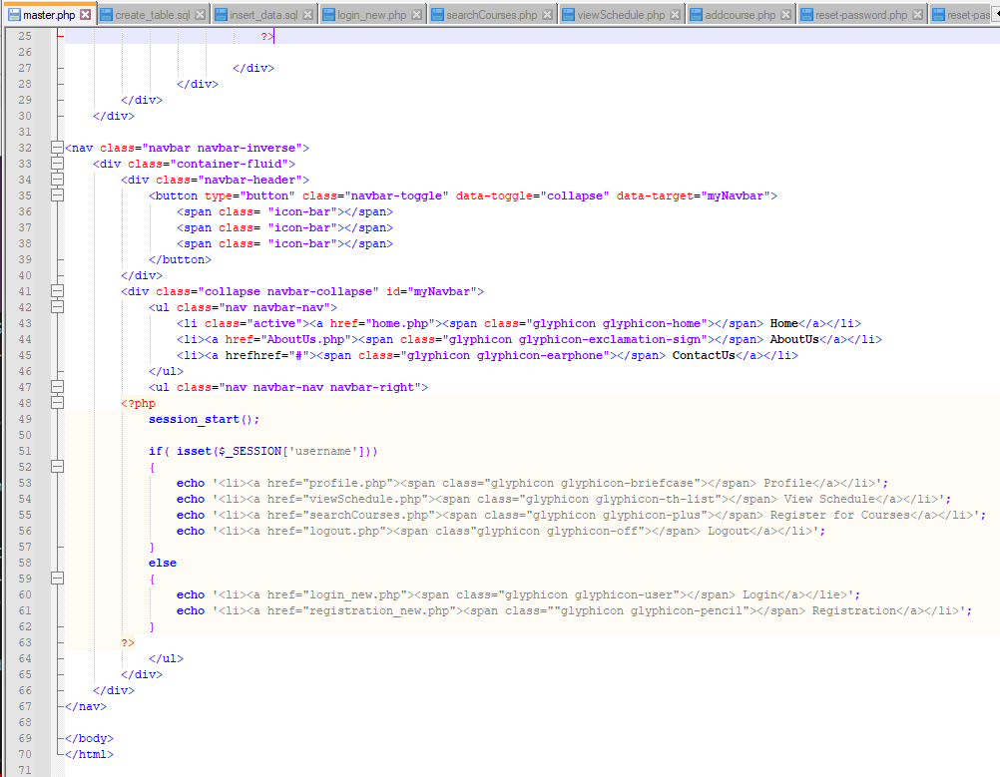 master.php create_table.sql insert_data.sql login_new.php searchCourses.php viewSchedule.php addcourse.php reset-password.php reset-pas
25 ?>
26
27 </div>
28 </div>
29 </div>
30 </div>
31
32 <nav class="navbar navbar-inverse">
33 <div class="container-fluid">
34 <div class="navbar-header">
35 <button type="button" class="navbar-toggle" data-toggle="collapse" data-target="myNavbar">
36 <span class= "icon-bar"></span>
37 <span class= "icon-bar"></span>
38 <span class= "icon-bar"></span>
39 </button>
40 </div>
41 <div class="collapse navbar-collapse" id="myNavbar">
42 <ul class="nav navbar-nav">
43 <li class="active"><a href="home.php"><span class="glyphicon glyphicon-home"></span> Home</a></li>
44 <li><a href="AboutUs.php"><span class="glyphicon glyphicon-exclamation-sign"></span> AboutUs</a></li>
45 <li><a hrefhref="#"><span class="glyphicon glyphicon-earphone"></span> ContactUs</a></li>
46 </ul>
47 <ul class="nav navbar-nav navbar-right">
48 <?php
49 session_start();
50
51 if( isset($_SESSION['username']))
52 {
53 echo '<li><a href="profile.php"><span class="glyphicon glyphicon-briefcase"></span> Profile</a></li>';
54 echo '<li><a href="viewSchedule.php"><span class="glyphicon glyphicon-th-list"></span> View Schedule</a></li>';
55 echo '<li><a href="searchCourses.php"><span class="glyphicon glyphicon-plus"></span> Register for Courses</a></li>';
56 echo '<li><a href="logout.php"><span class"glyphicon glyphicon-off"></span> Logout</a></li>';
57 }
58 else
59 {
60 echo '<li><a href="login_new.php"><span class="glyphicon glyphicon-user"></span> Login</a></lie>';
61 echo '<li><a href="registration_new.php"><span class=""glyphicon glyphicon-pencil"></span> Registration</a></li>';
62 }
63 ?>
64 </ul>
65 </div>
66 </div>
67 </nav>
68
69 </body>
70 </html>
71